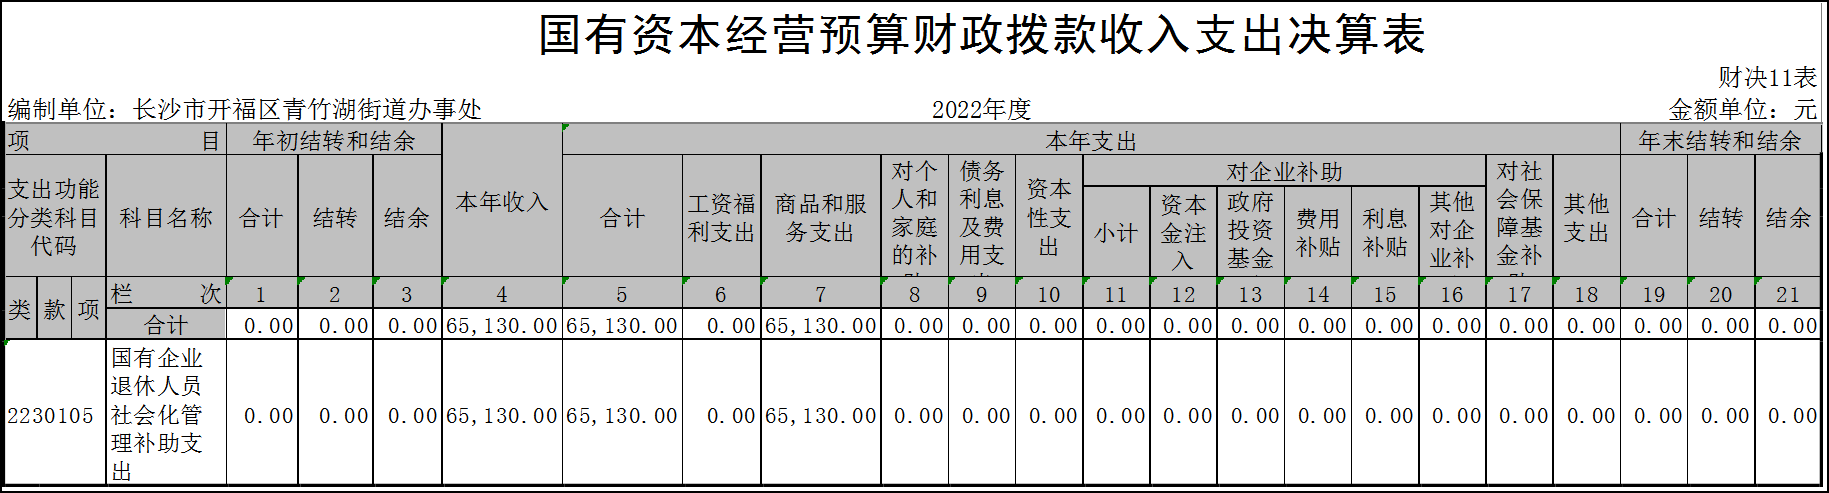 国有资本经营预算财政拨款收入支出决算表
财决11表
编制单位：长沙市开福区青竹湖街道办事处 2022年度 金额单位：元
项 目 年初结转和结余 本年收入 本年支出 年末结转和结余
支出功能
分类科目
代码
科目名称
合计 结转 结余
合计
工资福
利支出
商品和服
务支出
对个
人和
家庭
的补
债务
利息
及费
用支
资本
性支
出
对企业补助
小计
资本
金注
入
政府
投资
基金
费用
补贴
利息
补贴
其他
对企
业补
对社
会保
障基
金补
其他
支出
合计 结转 结余
类 款 项 栏 次 1 2 3 4 5 6 7 8 9 10 11 12 13 14 15 16 17 18 19 20 21
合计 0.00 0.00 0.00 65,130.00 65,130.00 0.00 65,130.00 0.00 0.00 0.00 0.00 0.00 0.00 0.00 0.00 0.00 0.00 0.00 0.00 0.00 0.00
2230105
国有企业
退休人员
社会化管
理补助支
出
0.00 0.00 0.00 65,130.00 65,130.00 0.00 65,130.00 0.00 0.00 0.00 0.00 0.00 0.00 0.00 0.00 0.00 0.00 0.00 0.00 0.00 0.00